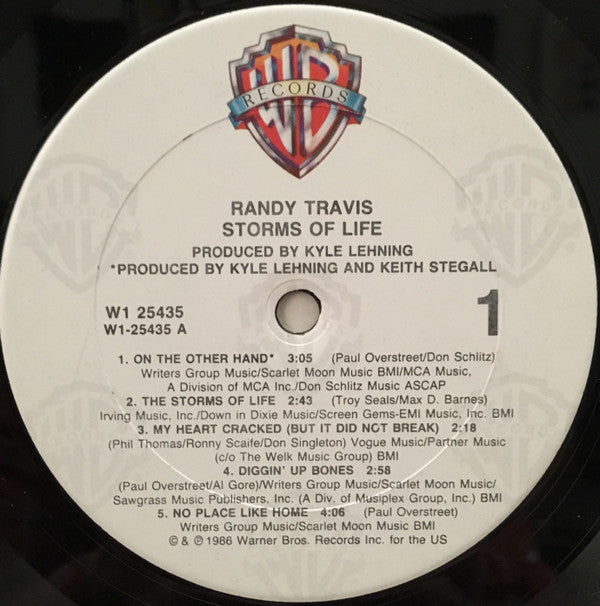 WB
RECORDS
RANDY TRAVIS
STORMS OF LIFE
PRODUCED BY KYLE LEHNING
*PRODUCED BY KYLE LEHNING AND KEITH STEGALL
W1 25435
W1-25435 A
1
1. ON THE OTHER HAND* 3:05 (Paul Overstreet/Don Schlitz)
Writers Group Music/Scarlet Moon Music BMI/MCA Music,
A Division of MCA Inc./Don Schlitz Music ASCAP
2. THE STORMS OF LIFE 2:43 (Troy Seals/Max D. Barnes)
Irving Music, Inc./Down in Dixie Music/Screen Gems-EMI Music, Inc. BMI
3. MY HEART CRACKED (BUT IT DID NOT BREAK) 2:18
(Phil Thomas/Ronny Scaife/Don Singleton) Vogue Music/Partner Music
(c/o The Welk Music Group) BMI
4. DIGGIN' UP BONES 2:58
(Paul Overstreet/Al Gore)/Writers Group Music/Scarlet Moon Music/
Sawgrass Music Publishers, Inc. (A Div. of Musiplex Group, Inc.) BMI
5. NO PLACE LIKE HOME 4:06 (Paul Overstreet)
Writers Group Music/Scarlet Moon Music BMI
© & ℗ 1986 Warner Bros. Records Inc. for the US